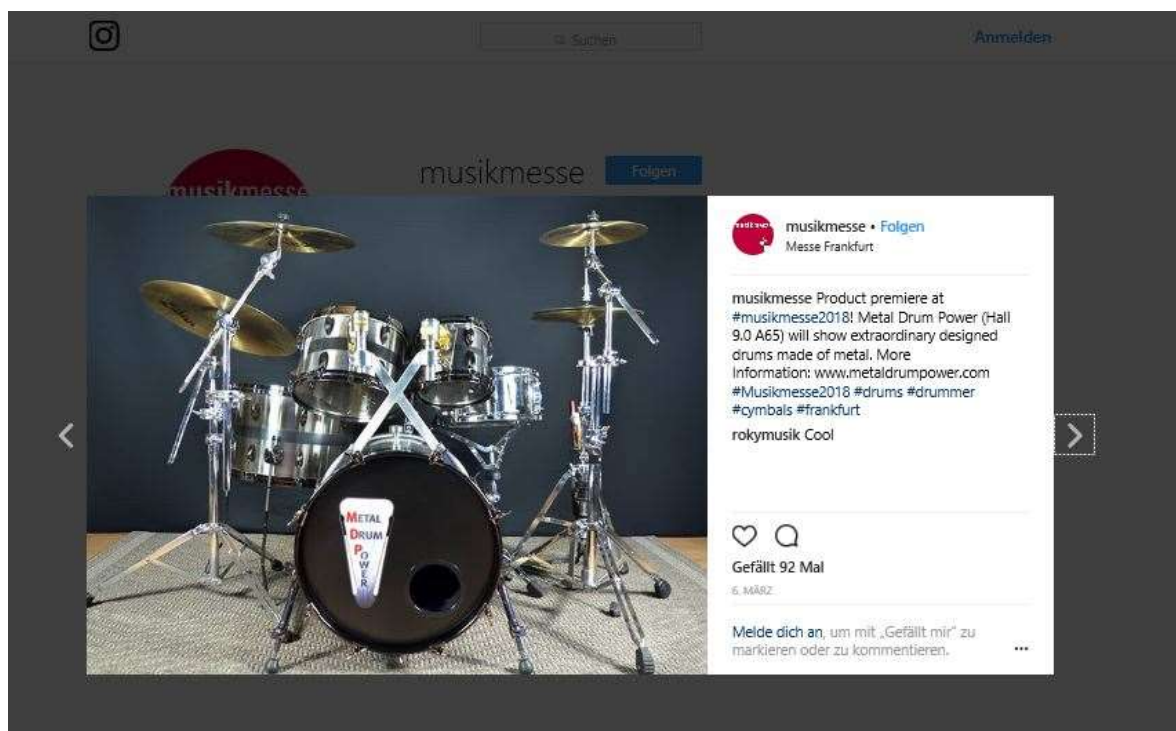 Suchen
Anmelden
musikmesse Folgen
musikmesse
musikmesse • Folgen
Messe Frankfurt
musikmesse Product premiere at
#musikmesse2018! Metal Drum Power (Hall
9.0 A65) will show extraordinary designed
drums made of metal. More
Information: www.metaldrumpower.com
#Musikmesse2018 #drums #drummer
#cymbals #frankfurt
rokymusik Cool
METAL
DRUM
POWER
Gefällt 92 Mal
6. MÄRZ
Melde dich an, um mit „Gefällt mir" zu
markieren oder zu kommentieren.